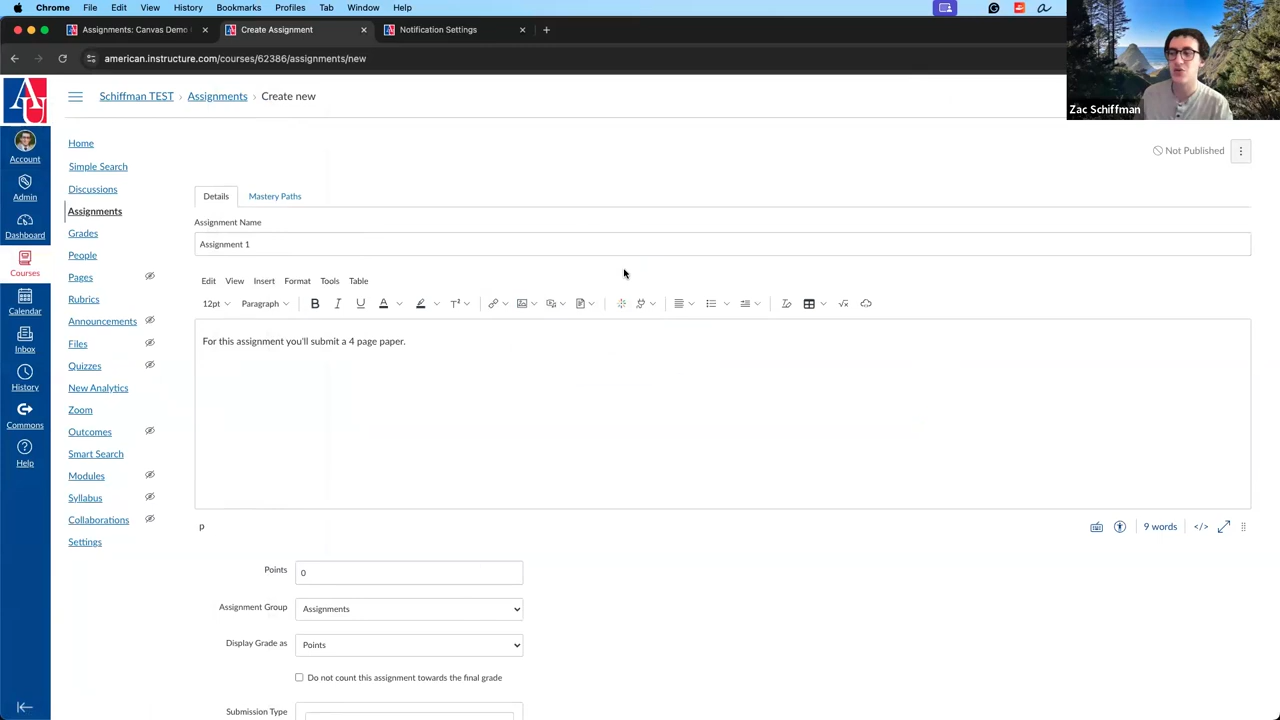 Chrome File Edit View History Bookmarks Profiles Tab Window Help
Assignments: Canvas Demo
Create Assignment
Notification Settings
american.instructure.com/courses/62386/assignments/new
Zac Schiffman
Schiffman TEST › Assignments › Create new
Account
Admin
Dashboard
Courses
Calendar
Inbox
History
Commons
Help
Home
Simple Search
Discussions
Assignments
Grades
People
Pages
Rubrics
Announcements
Files
Quizzes
New Analytics
Zoom
Outcomes
Smart Search
Modules
Syllabus
Collaborations
Settings
Not Published
Details Mastery Paths
Assignment Name
Assignment 1
Edit View Insert Format Tools Table
12pt Paragraph B I U A T²
For this assignment you'll submit a 4 page paper.
p 9 words </>
Points 0
Assignment Group Assignments
Display Grade as Points
Do not count this assignment towards the final grade
Submission Type